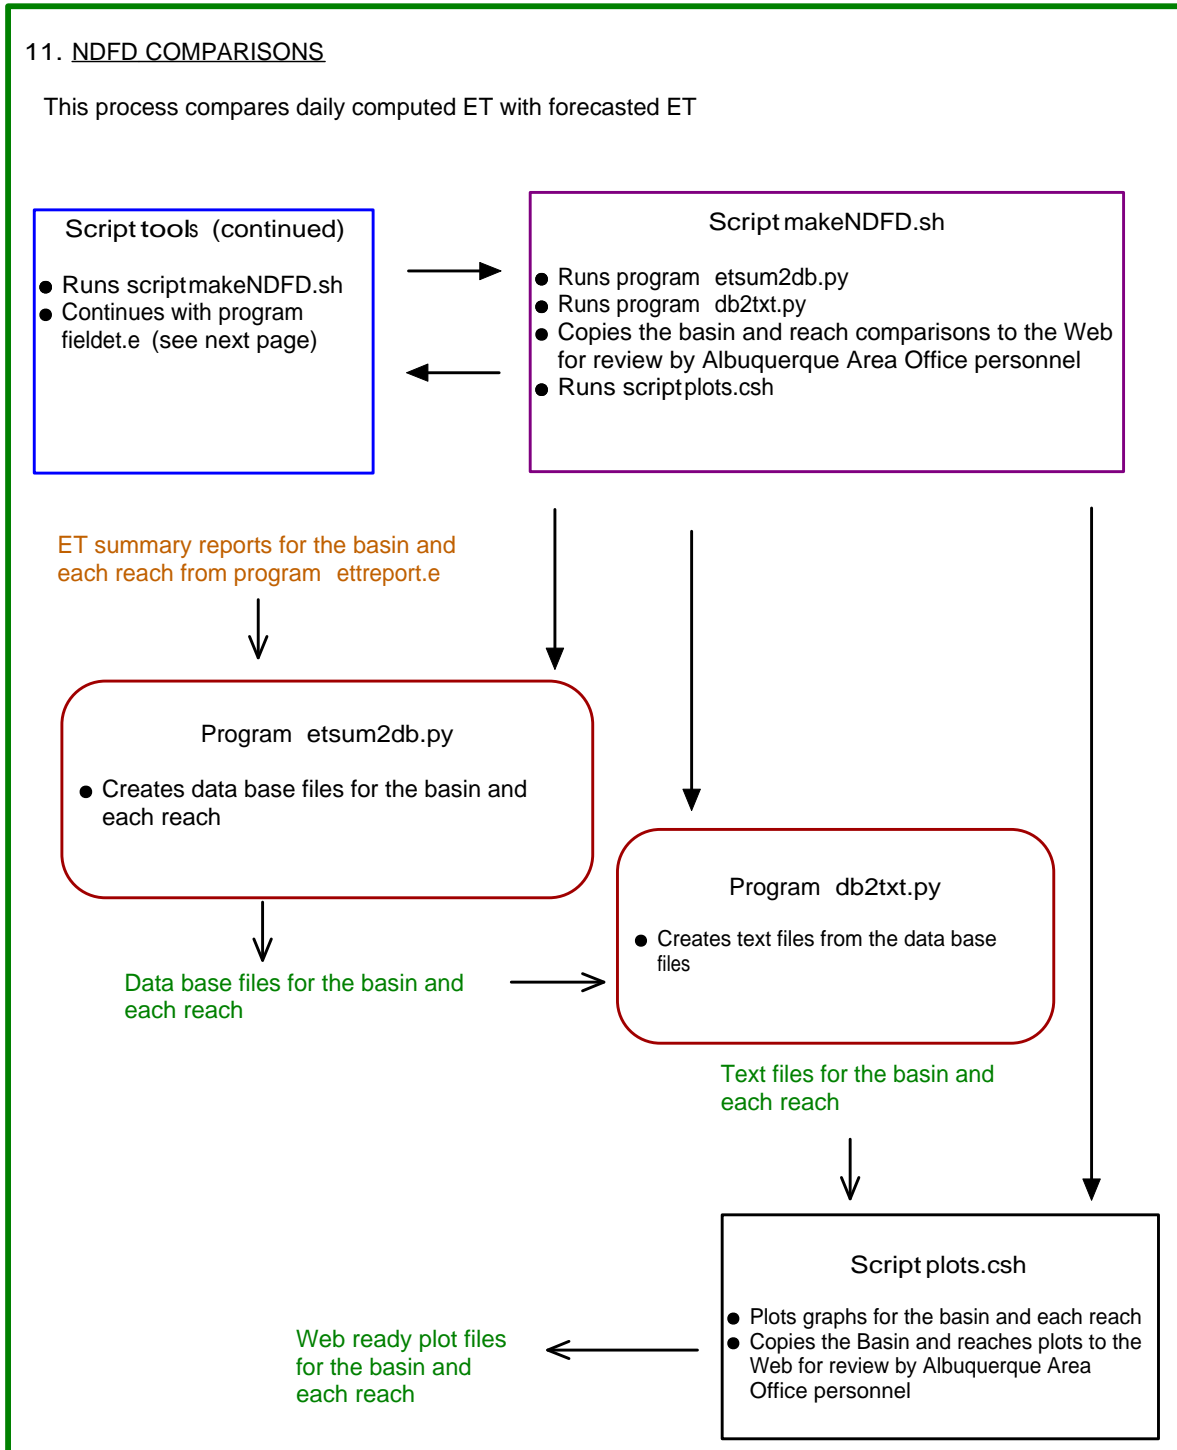 11. NDFD COMPARISONS
This process compares daily computed ET with forecasted ET
Script tools (continued)
● Runs script makeNDFD.sh
● Continues with program
fieldet.e (see next page)
Script makeNDFD.sh
● Runs program etsum2db.py
● Runs program db2txt.py
● Copies the basin and reach comparisons to the Web
for review by Albuquerque Area Office personnel
● Runs script plots.csh
ET summary reports for the basin and
each reach from program ettreport.e
Program etsum2db.py
● Creates data base files for the basin and
each reach
Program db2txt.py
● Creates text files from the data base
files
Data base files for the basin and
each reach
Text files for the basin and
each reach
Script plots.csh
● Plots graphs for the basin and each reach
● Copies the Basin and reaches plots to the
Web for review by Albuquerque Area
Office personnel
Web ready plot files
for the basin and
each reach